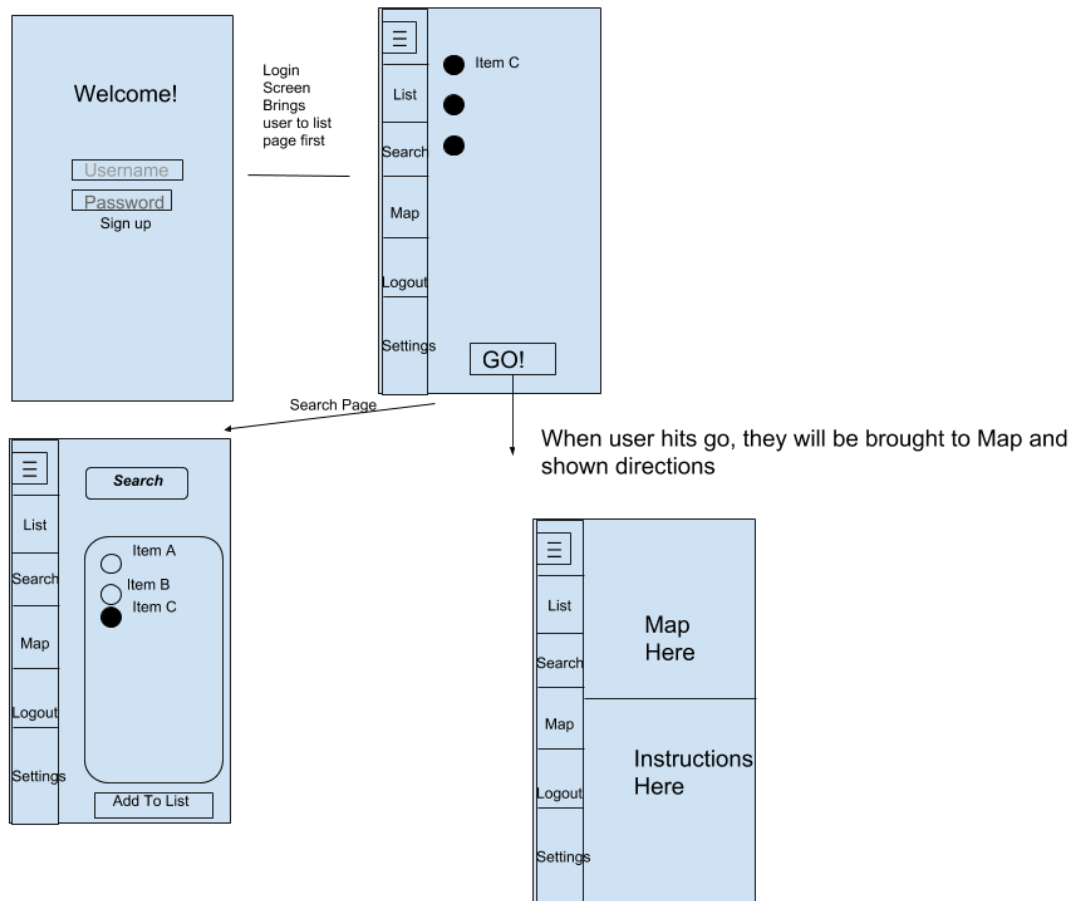 Welcome!
Username
Password
Sign up
Login
Screen
Brings
user to list
page first
List
Search
Map
Logout
Settings
Item C
GO!
Search Page
When user hits go, they will be brought to Map and
shown directions
List
Search
Map
Logout
Settings
Search
Item A
Item B
Item C
Add To List
List
Search
Map
Logout
Settings
Map
Here
Instructions
Here